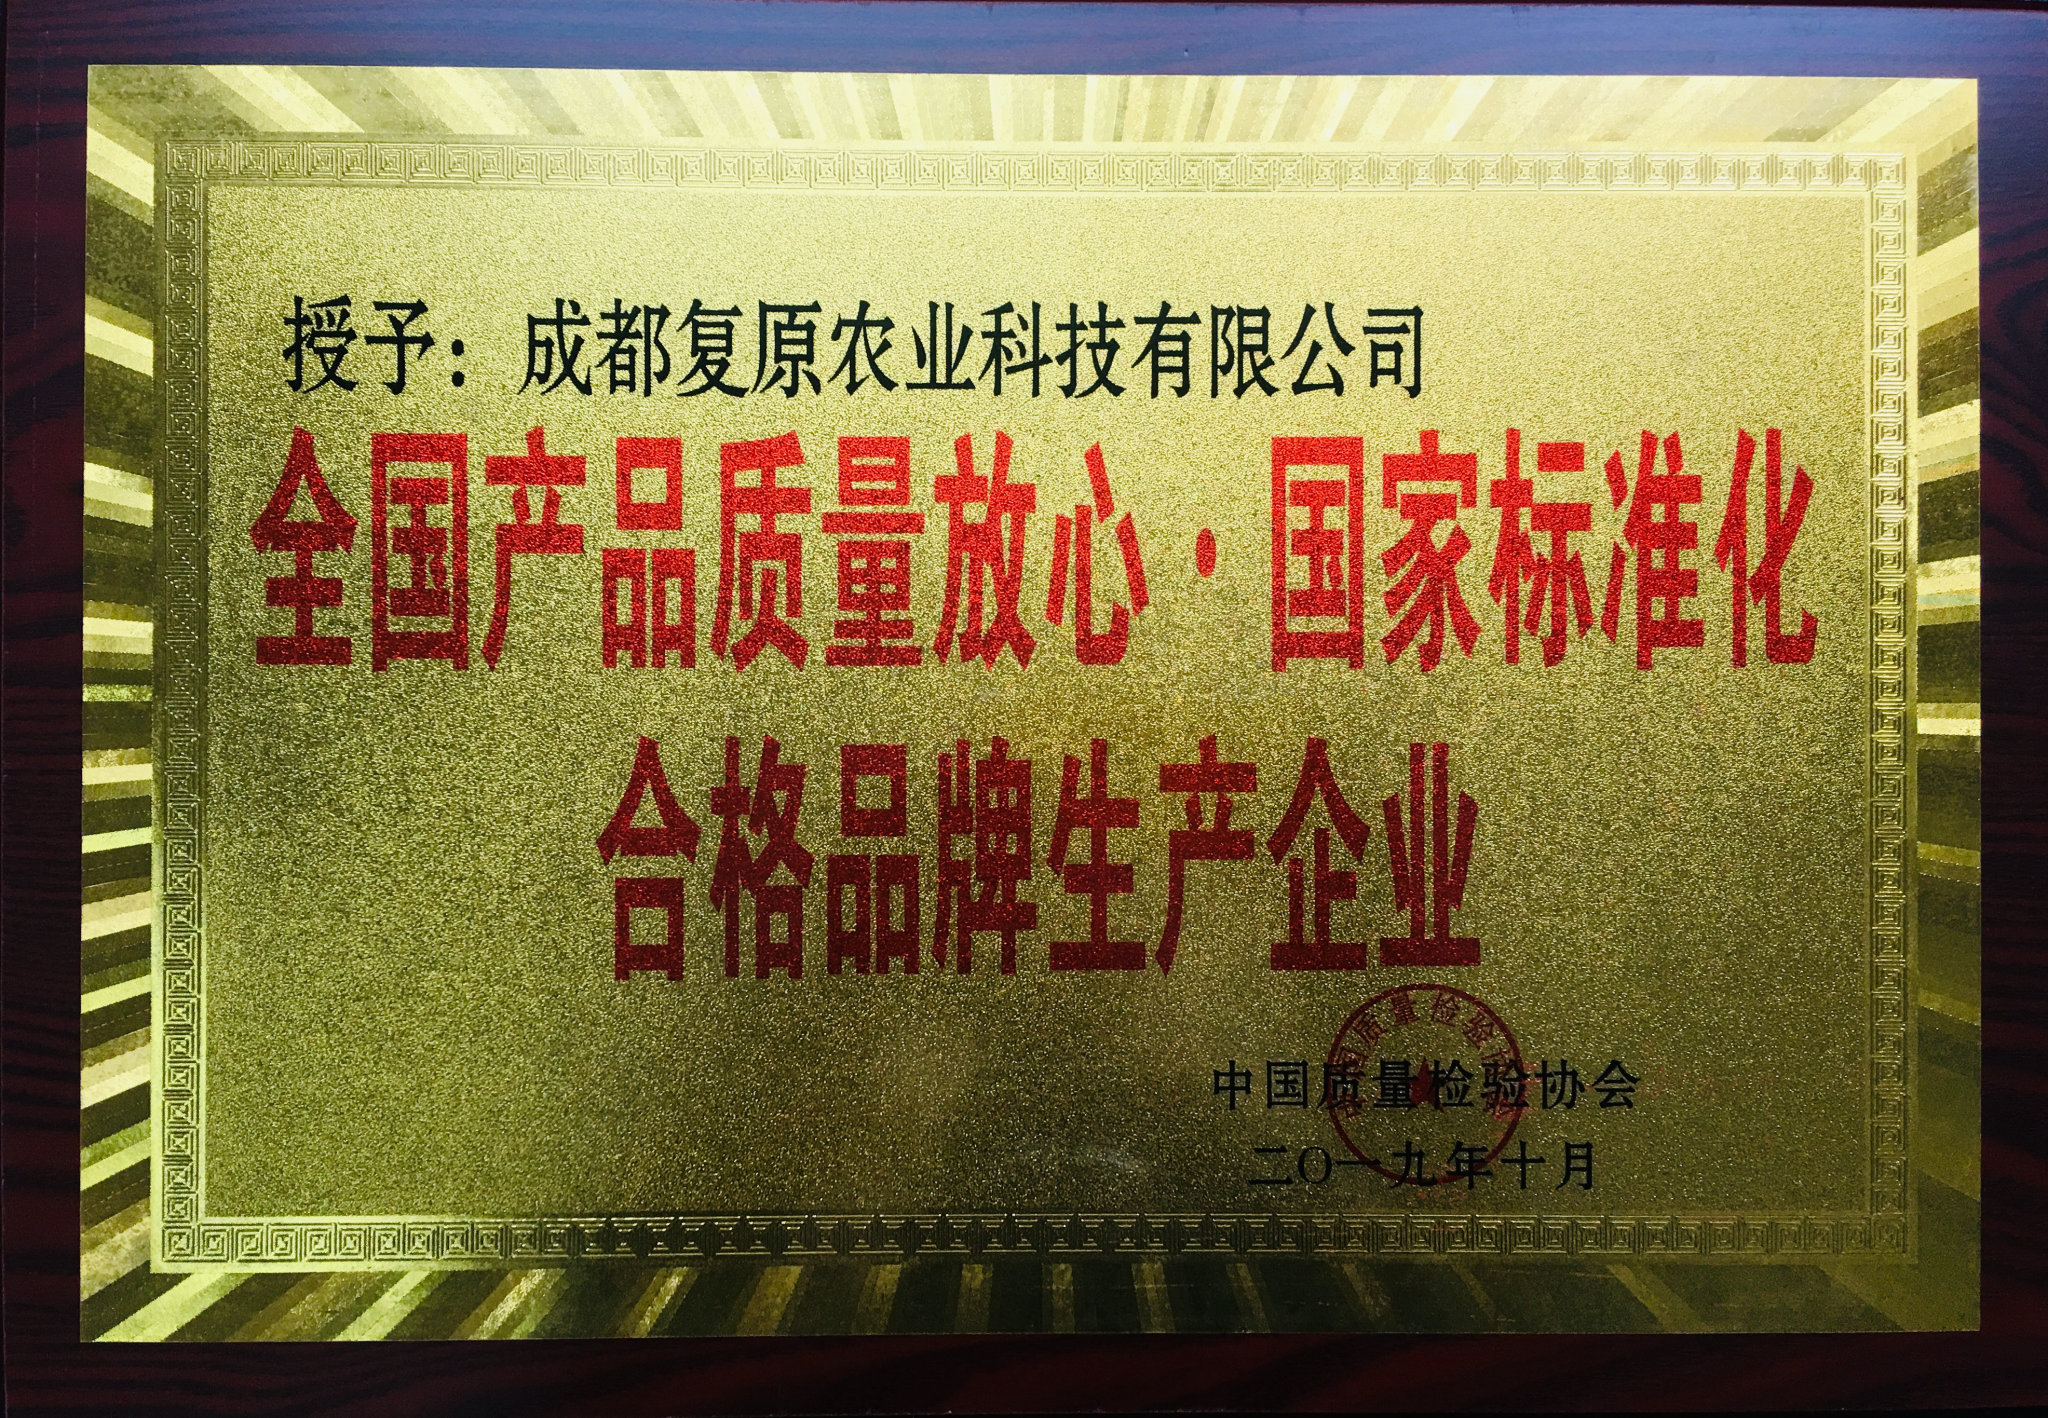 授予：成都复原农业科技有限公司
全国产品质量放心·国家标准化
合格品牌生产企业
中国质量检验协会
二〇一九年十月